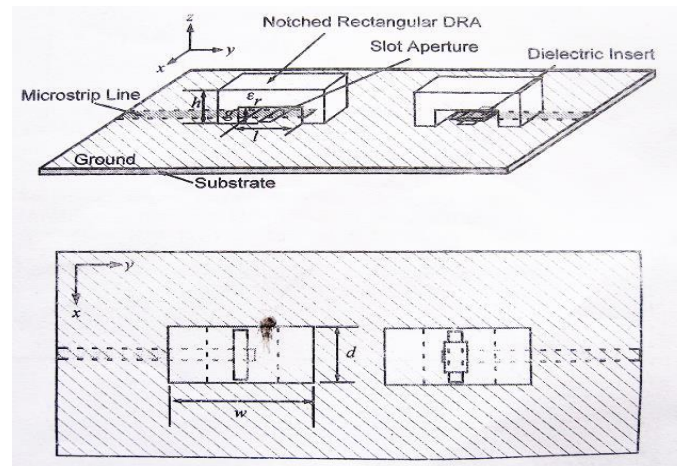 Notched Rectangular DRA
z
y
x
Slot Aperture
Dielectric Insert
Microstrip Line
h
εr
g
l
Ground
Substrate
y
x
d
w